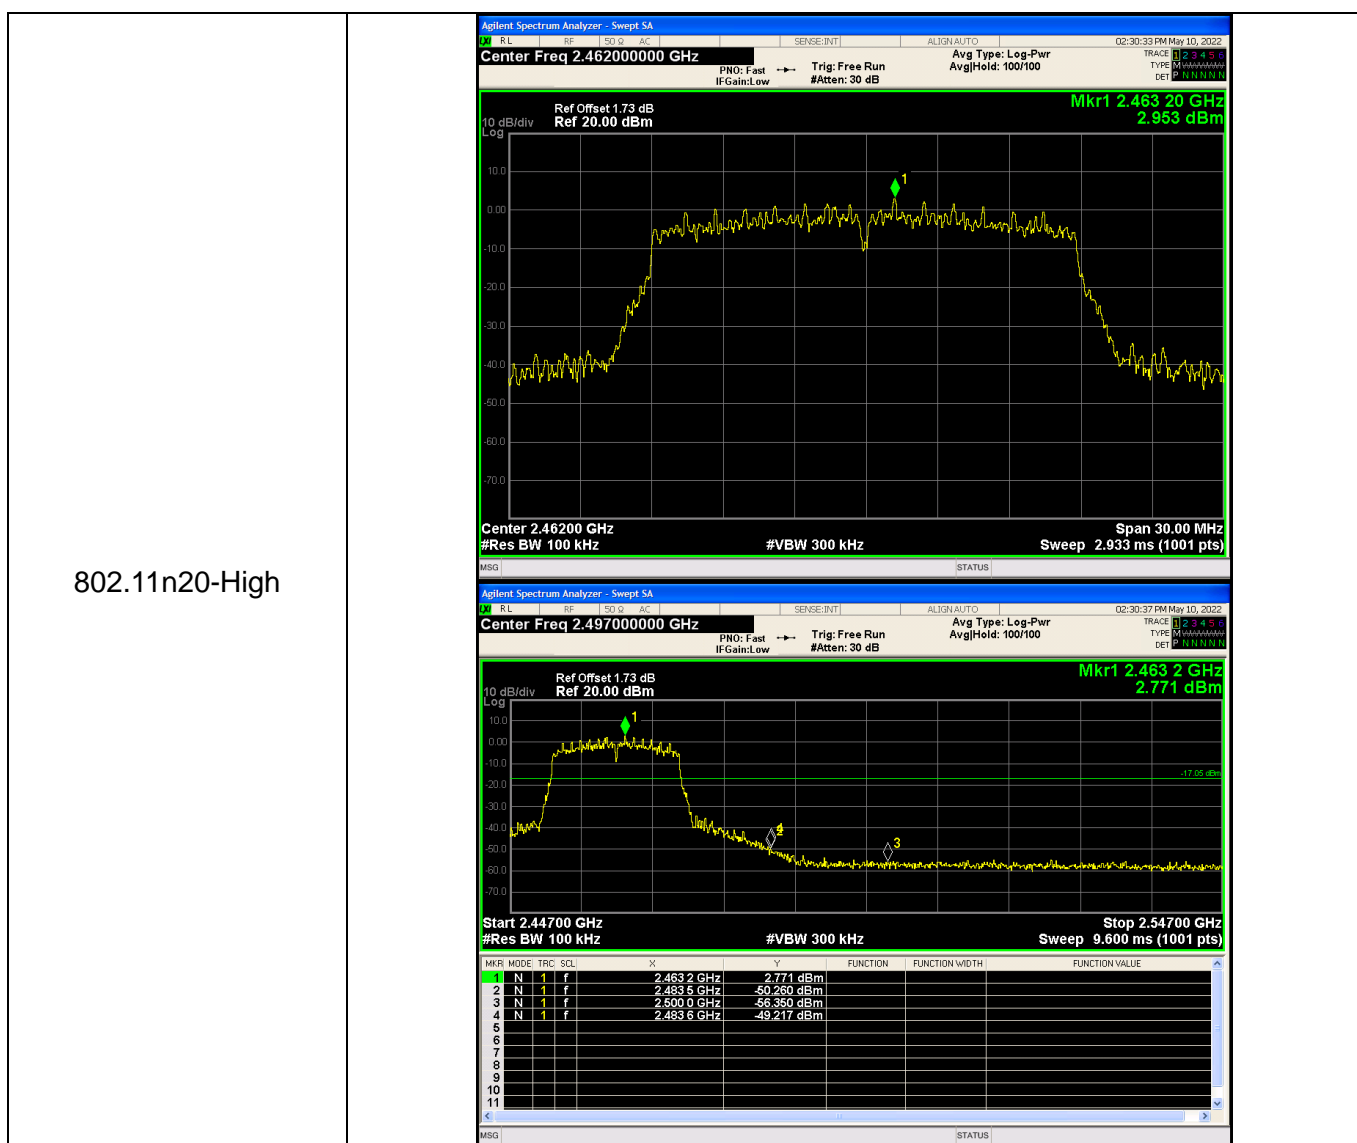 802.11n20-High
Agilent Spectrum Analyzer - Swept SA
LXI RL RF 50 Ω AC SENSE:INT ALIGN AUTO 02:30:33 PM May 10, 2022
Center Freq 2.462000000 GHz Avg Type: Log-Pwr TRACE 1 2 3 4 5 6
PNO: Fast Trig: Free Run Avg|Hold: 100/100 TYPE M
IFGain:Low #Atten: 30 dB DET P N N N N N
Mkr1 2.463 20 GHz
Ref Offset 1.73 dB
10 dB/div Ref 20.00 dBm 2.953 dBm
Log
10.0
1
0.00
-10.0
-20.0
-30.0
-40.0
-50.0
-60.0
-70.0
Center 2.46200 GHz Span 30.00 MHz
#Res BW 100 kHz #VBW 300 kHz Sweep 2.933 ms (1001 pts)
MSG STATUS
Agilent Spectrum Analyzer - Swept SA
LXI RL RF 50 Ω AC SENSE:INT ALIGN AUTO 02:30:37 PM May 10, 2022
Center Freq 2.497000000 GHz Avg Type: Log-Pwr TRACE 1 2 3 4 5 6
PNO: Fast Trig: Free Run Avg|Hold: 100/100 TYPE M
IFGain:Low #Atten: 30 dB DET P N N N N N
Mkr1 2.463 2 GHz
Ref Offset 1.73 dB
10 dB/div Ref 20.00 dBm 2.771 dBm
Log
10.0 1
0.00
-10.0
-17.05 dBm
-20.0
-30.0
-40.0
4
2
3
-50.0
-60.0
-70.0
Start 2.44700 GHz Stop 2.54700 GHz
#Res BW 100 kHz #VBW 300 kHz Sweep 9.600 ms (1001 pts)
MKR MODE TRC SCL X Y FUNCTION FUNCTION WIDTH FUNCTION VALUE
1 N 1 f 2.463 2 GHz 2.771 dBm
2 N 1 f 2.483 5 GHz -50.260 dBm
3 N 1 f 2.500 0 GHz -56.350 dBm
4 N 1 f 2.483 6 GHz -49.217 dBm
5
6
7
8
9
10
11
MSG STATUS